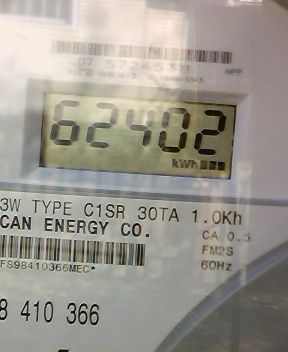 62402
kWh
3W TYPE C1SR 30TA 1.0Kh
CAN ENERGY CO.
CA 0.5
FM2S
60Hz
FS98410366MEC*
8 410 366